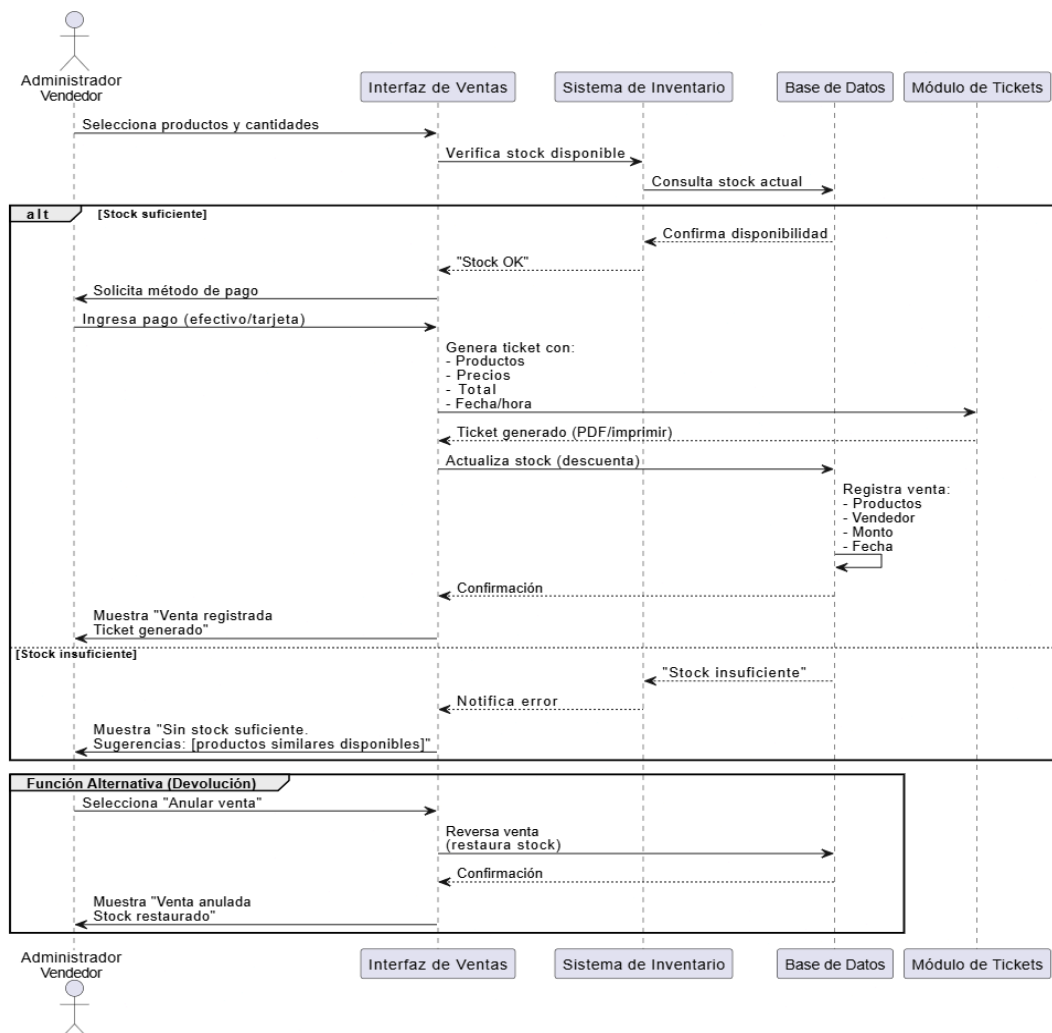 Administrador
Vendedor
Interfaz de Ventas
Sistema de Inventario
Base de Datos
Módulo de Tickets
Selecciona productos y cantidades
Verifica stock disponible
Consulta stock actual
alt
[Stock suficiente]
Confirma disponibilidad
"Stock OK"
Solicita método de pago
Ingresa pago (efectivo/tarjeta)
Genera ticket con:
- Productos
- Precios
- Total
- Fecha/hora
Ticket generado (PDF/imprimir)
Actualiza stock (descuenta)
Registra venta:
- Productos
- Vendedor
- Monto
- Fecha
Confirmación
Muestra "Venta registrada
Ticket generado"
[Stock insuficiente]
"Stock insuficiente"
Notifica error
Muestra "Sin stock suficiente.
Sugerencias: [productos similares disponibles]"
Función Alternativa (Devolución)
Selecciona "Anular venta"
Reversa venta
(restaura stock)
Confirmación
Muestra "Venta anulada
Stock restaurado"
Administrador
Vendedor
Interfaz de Ventas
Sistema de Inventario
Base de Datos
Módulo de Tickets